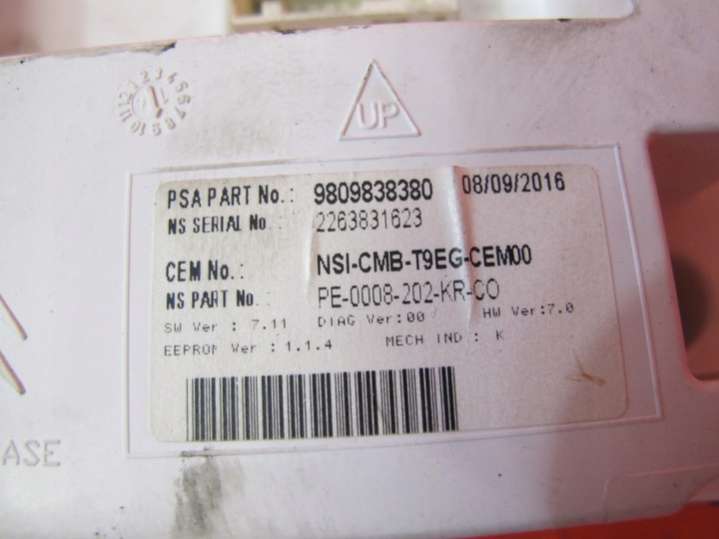 UP
PSA PART No.: 9809838380 08/09/2016
NS SERIAL No.: 2263831623
CEM No.: NSI-CMB-T9EG-CEM00
NS PART No.: PE-0008-202-KR-CO
SW Ver : 7.11 DIAG Ver:00 HW Ver:7.0
EEPROM Ver : 1.1.4 MECH IND : K
ASE